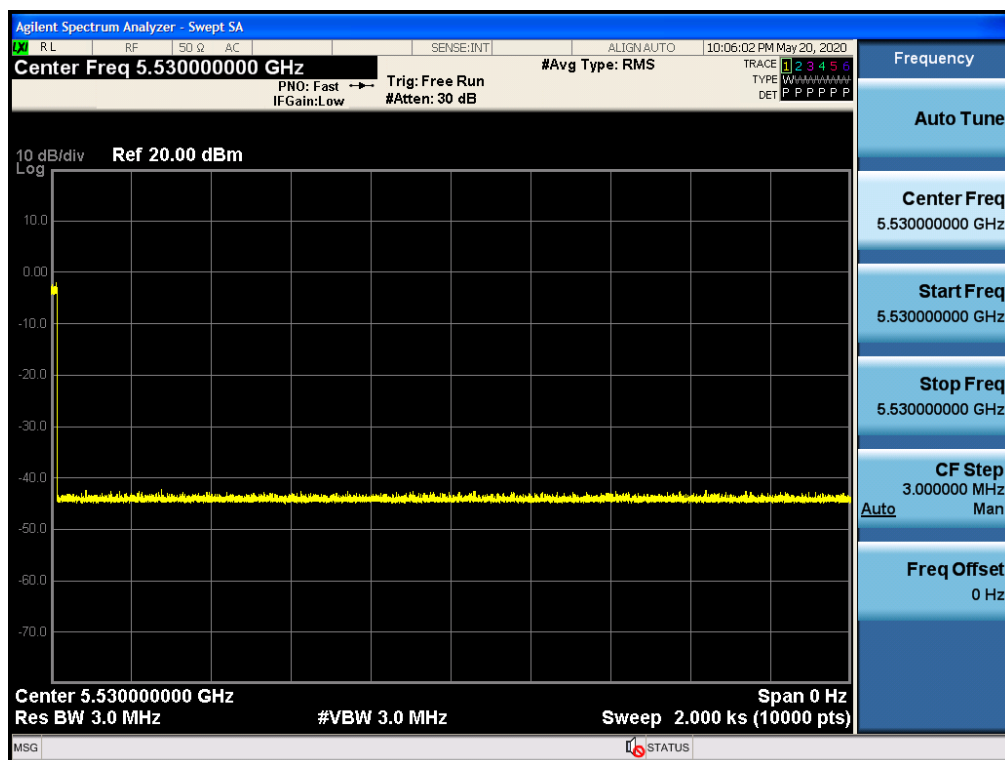 Agilent Spectrum Analyzer - Swept SA
LXI RL RF 50 Ω AC SENSE:INT ALIGN AUTO 10:06:02 PM May 20, 2020
Center Freq 5.530000000 GHz
#Avg Type: RMS
TRACE 1 2 3 4 5 6
PNO: Fast
Trig: Free Run
TYPE WWWWWW
IFGain:Low
#Atten: 30 dB
DET P P P P P P
10 dB/div Ref 20.00 dBm
Log
10.0
0.00
-10.0
-20.0
-30.0
-40.0
-50.0
-60.0
-70.0
Center 5.530000000 GHz Span 0 Hz
Res BW 3.0 MHz #VBW 3.0 MHz Sweep 2.000 ks (10000 pts)
MSG STATUS
Frequency
Auto Tune
Center Freq
5.530000000 GHz
Start Freq
5.530000000 GHz
Stop Freq
5.530000000 GHz
CF Step
3.000000 MHz
Auto Man
Freq Offset
0 Hz